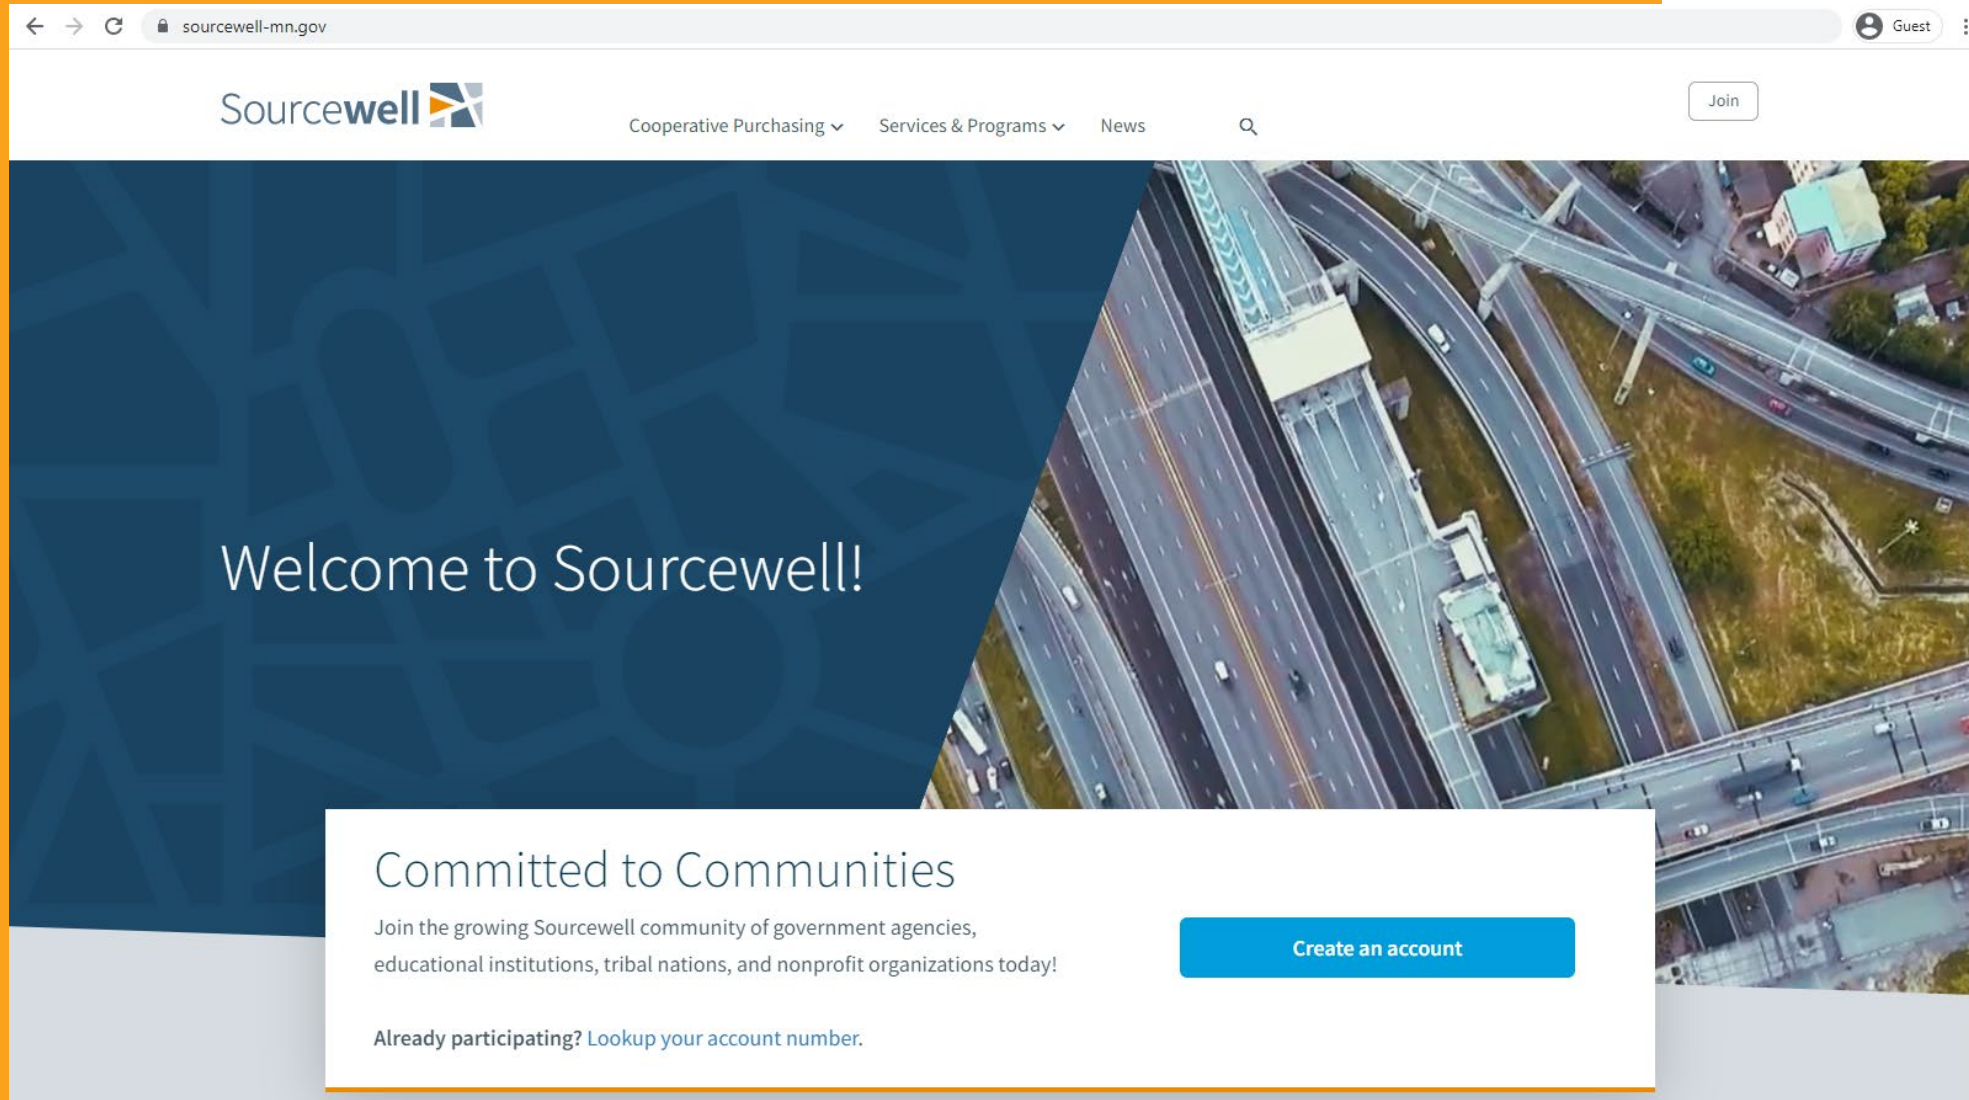 sourcewell-mn.gov
Guest
Sourcewell
Cooperative Purchasing
Services & Programs
News
Join
Welcome to Sourcewell!
Committed to Communities
Join the growing Sourcewell community of government agencies,
educational institutions, tribal nations, and nonprofit organizations today!
Create an account
Already participating? Lookup your account number.